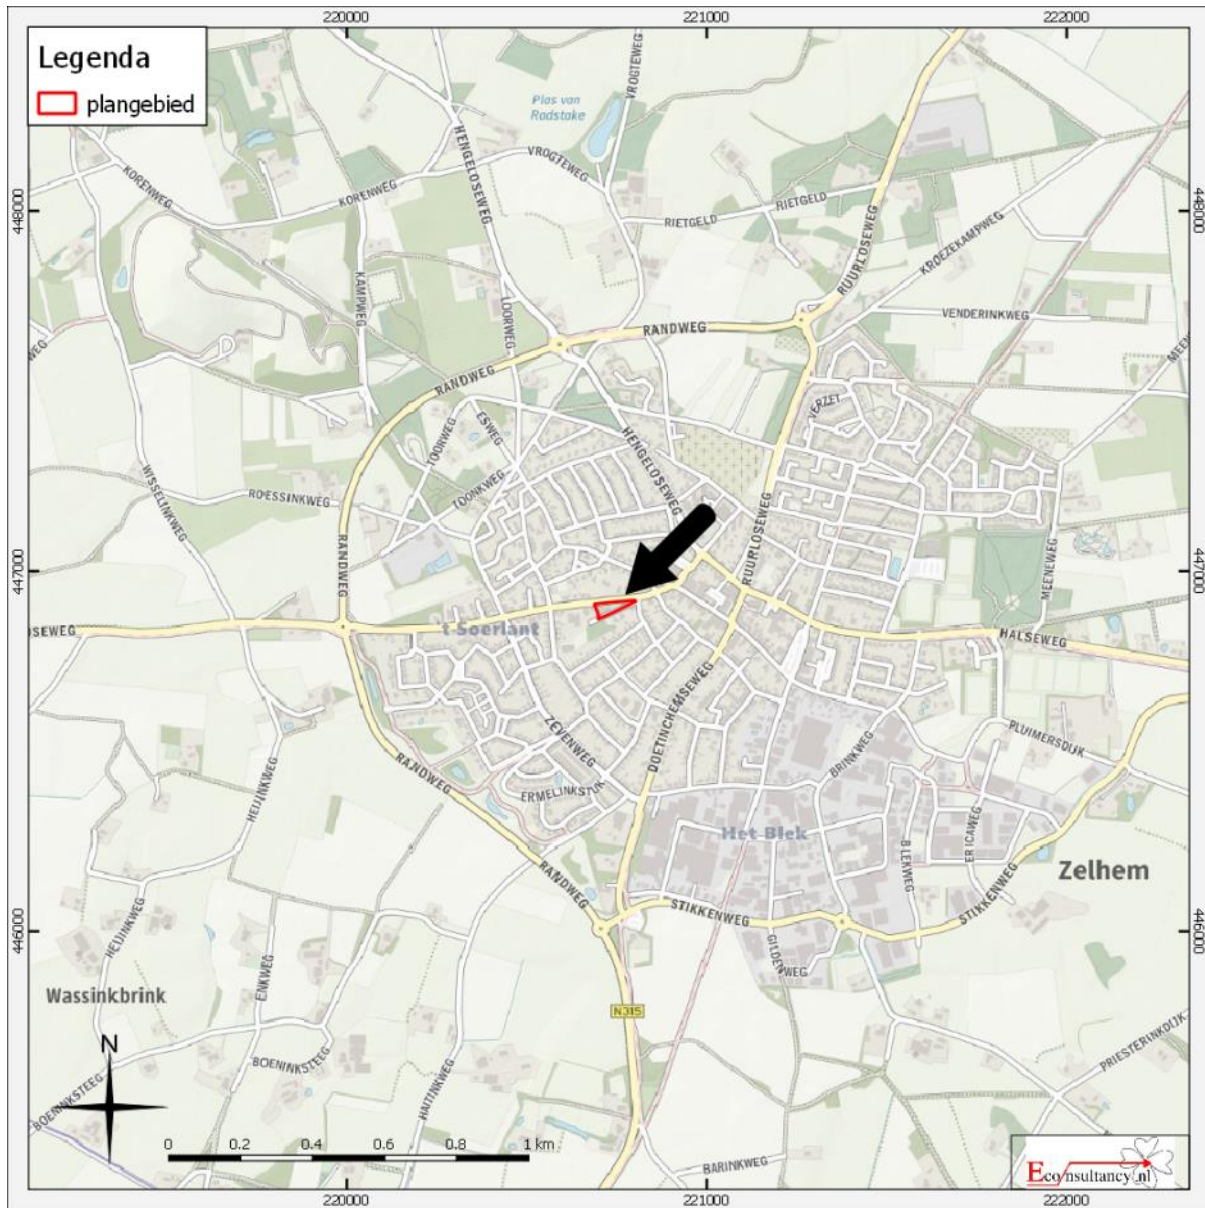 220000
221000
222000
Legenda
plangebied
Plas van
Radstake
VROGTEWEG
HENGELOSEWEG
VROGTEWEG
KORENWEG
KORENWEG
RIETGELD
RIETGELD
448000
448000
KROEZEKAMPWEG
RUURLOSEWEG
KAMPWEG
LOORWEG
VENDERINKWEG
RANDWEG
RANDWEG
VERZET
ESWEG
TOORWEG
HENGELOSEWEG
WISSELINKWEG
ROESSINKWEG
TOONKWEG
RUURLOSEWEG
RANDWEG
MEENEWEG
447000
447000
OSEWEG
't Soerlant
HALSEWEG
DOETINCHEMSEWEG
ZEVENWEG
PLUIMERSDIJK
BRINKWEG
RANDWEG
HEIJINKWEG
ERMELINKSTUK
Het Blek
ERICAWEG
BLEKWEG
Zelhem
RANDWEG
STIKKENWEG
STIKKENWEG
446000
446000
HEIJINKWEG
GILDENWEG
ENKWEG
Wassinkbrink
N315
N
BOENINKSTEEG
BOENINKSTEEG
HAITINKWEG
PRIESTERINKDIJK
0 0.2 0.4 0.6 0.8 1 km
BARINKWEG
Econsultancy.nl
220000
221000
222000